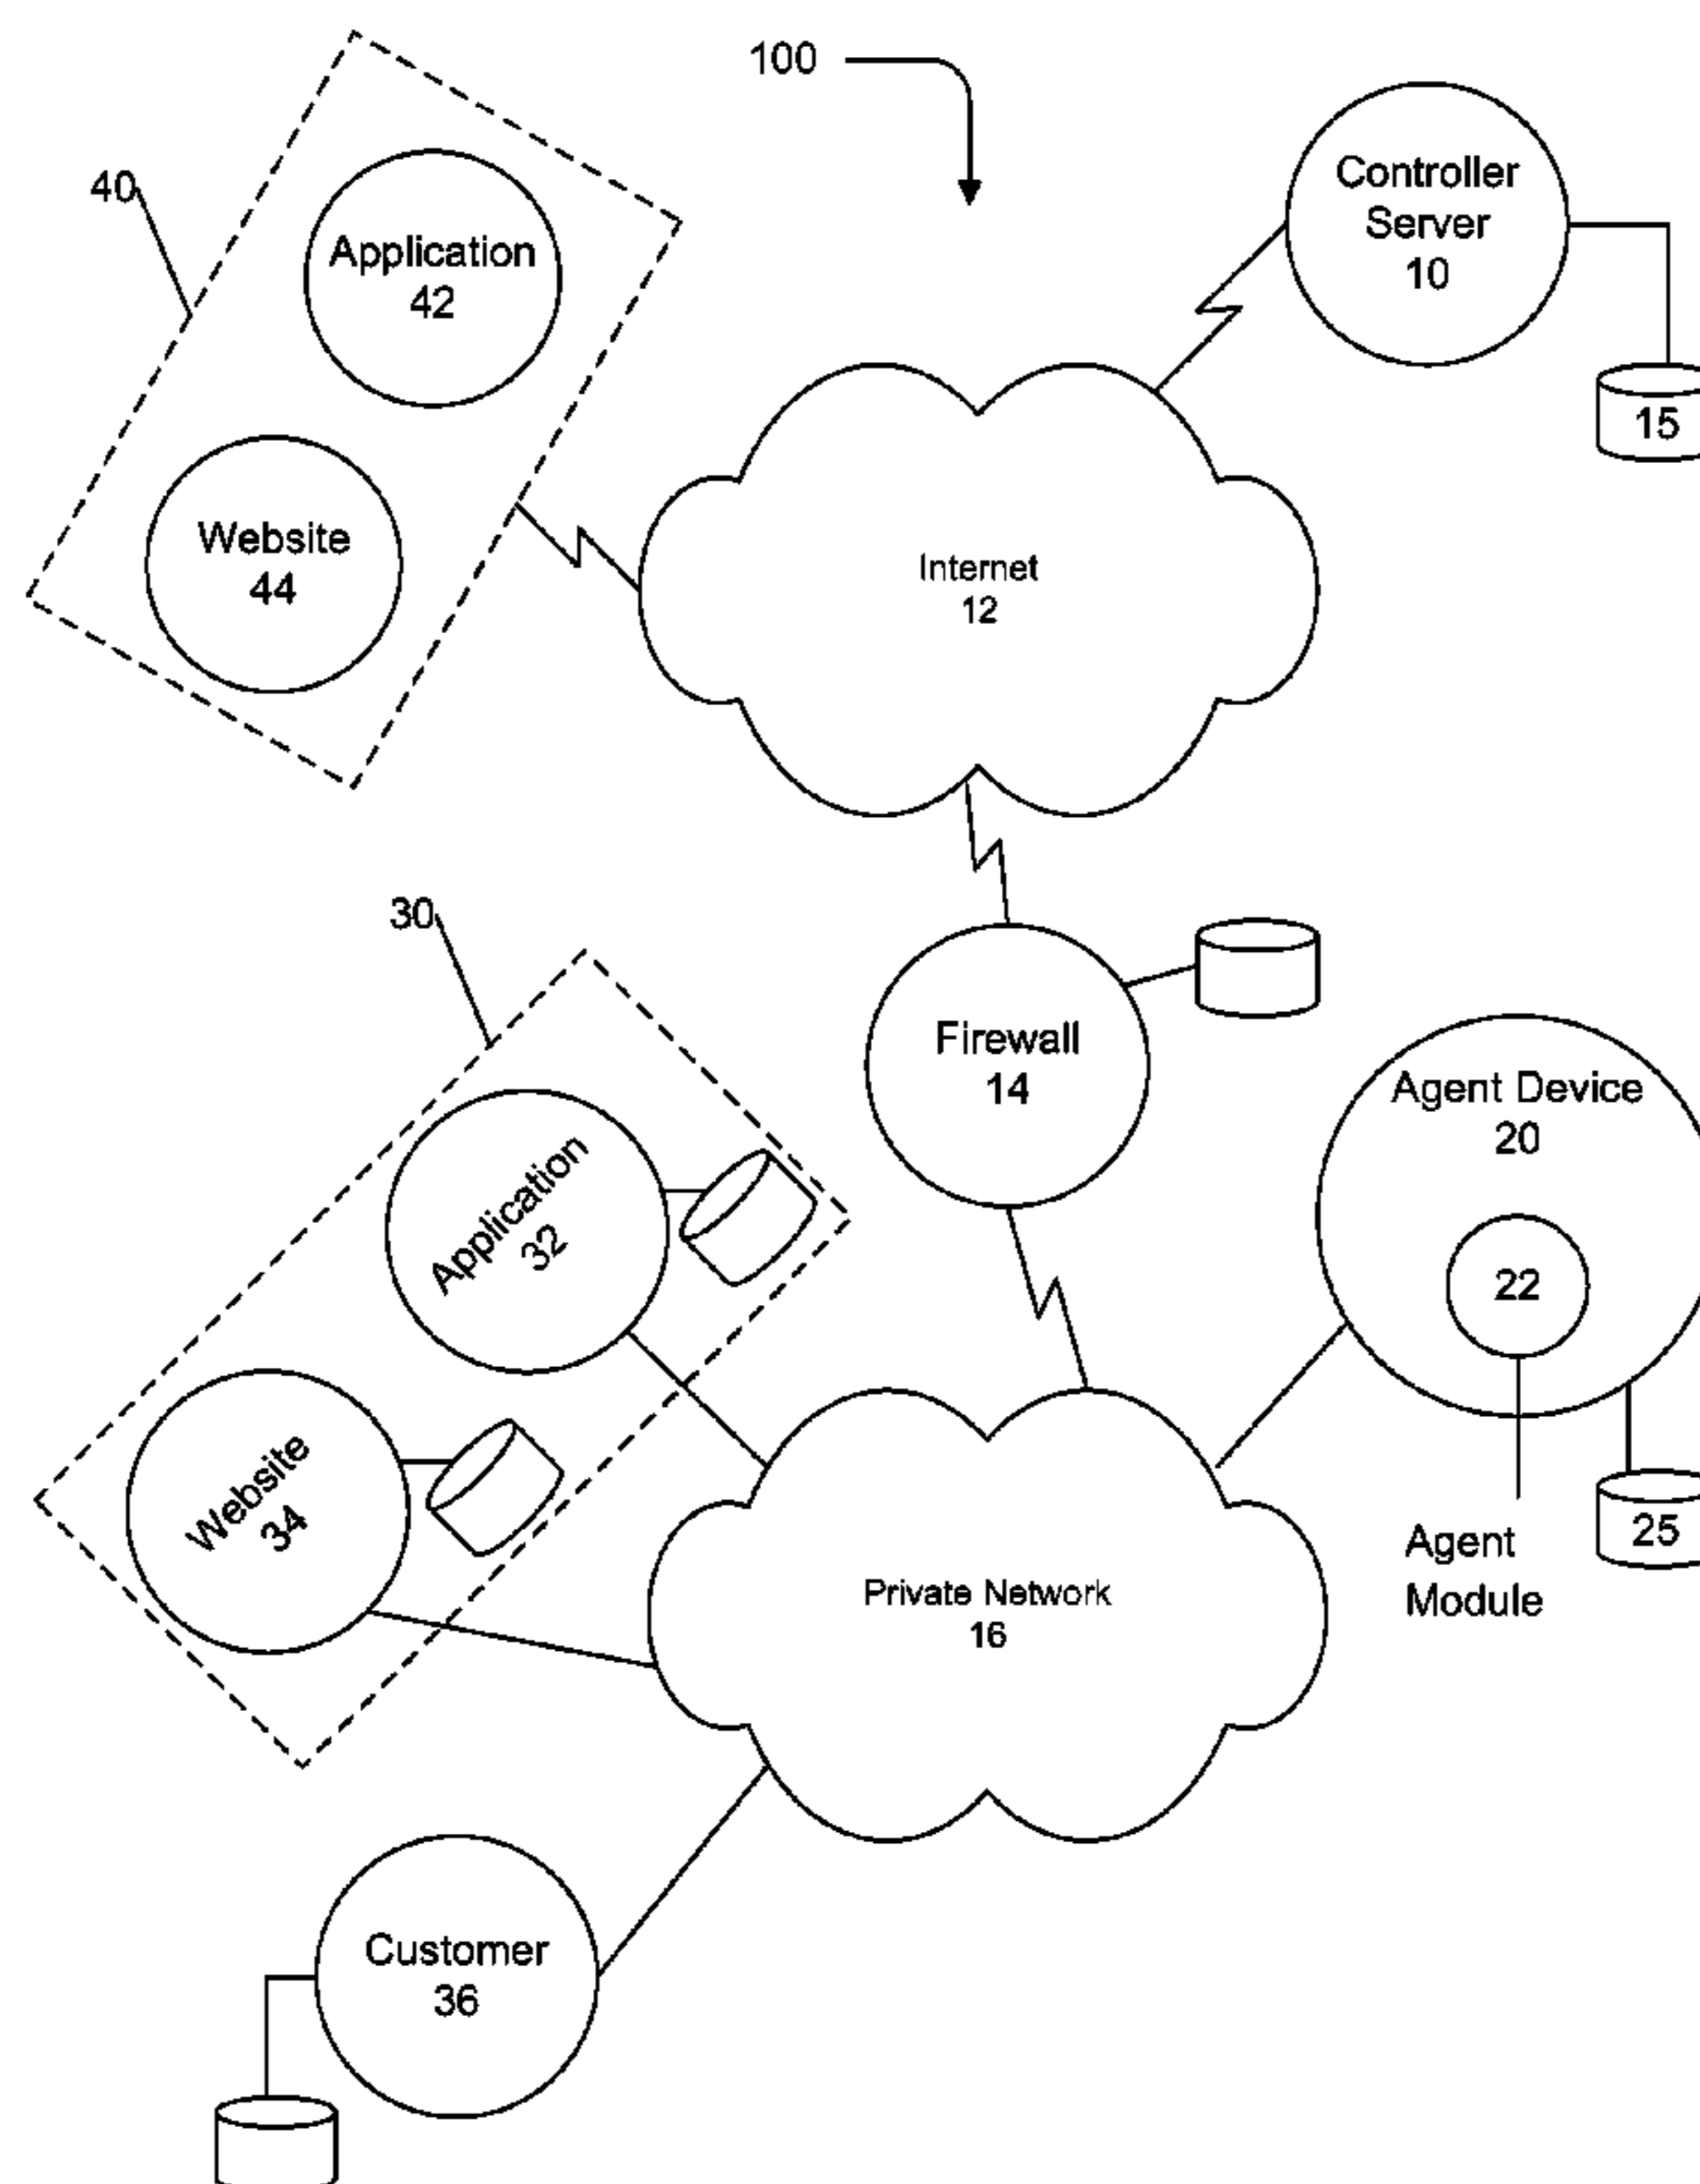 100
Controller
Server
10
15
40
Application
42
Website
44
Internet
12
30
Firewall
14
Agent Device
20
22
Application
32
Website
34
Agent
Module
25
Private Network
16
Customer
36